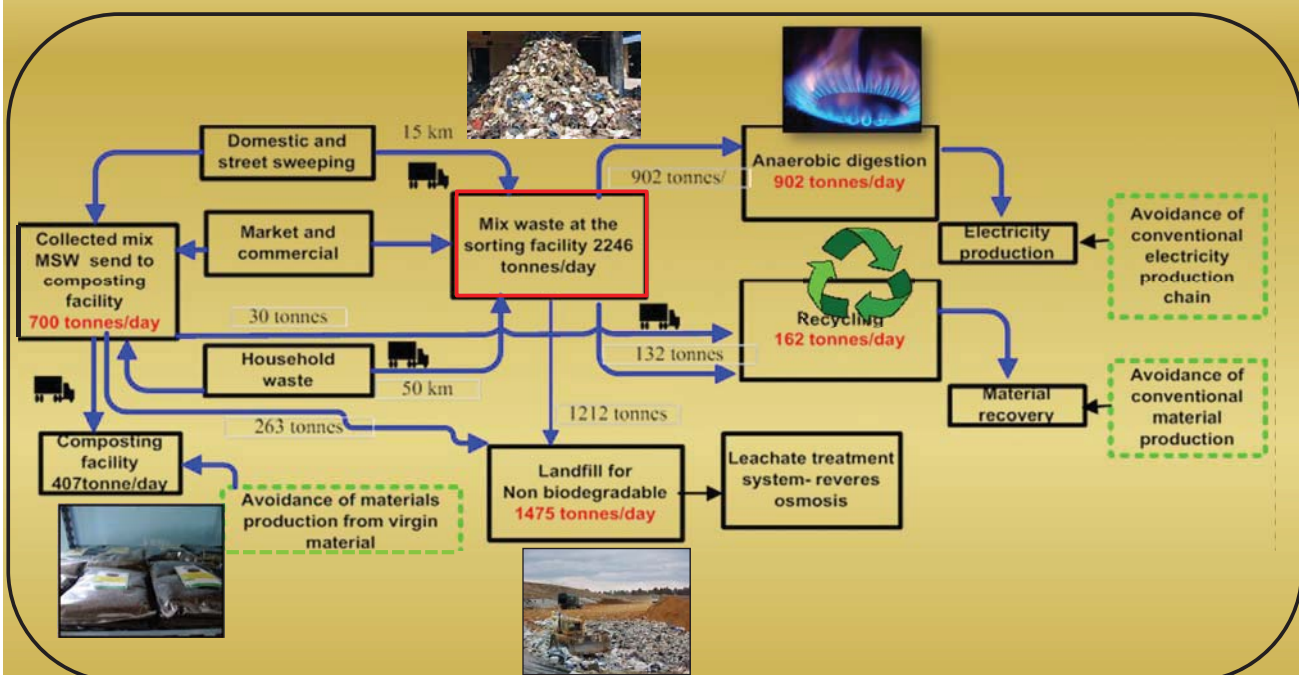 Domestic and
street sweeping
15 km
902 tonnes/
Anaerobic digestion
902 tonnes/day
Mix waste at the
sorting facility 2246
tonnes/day
Market and
commercial
Collected mix
MSW send to
composting
facility
700 tonnes/day
Electricity
production
Avoidance of
conventional
electricity
production
chain
30 tonnes
Recycling
162 tonnes/day
132 tonnes
Household
waste
50 km
Material
recovery
Avoidance of
conventional
material
production
1212 tonnes
263 tonnes
Composting
facility
407tonne/day
Landfill for
Non biodegradable
1475 tonnes/day
Leachate treatment
system- reveres
osmosis
Avoidance of materials
production from virgin
material